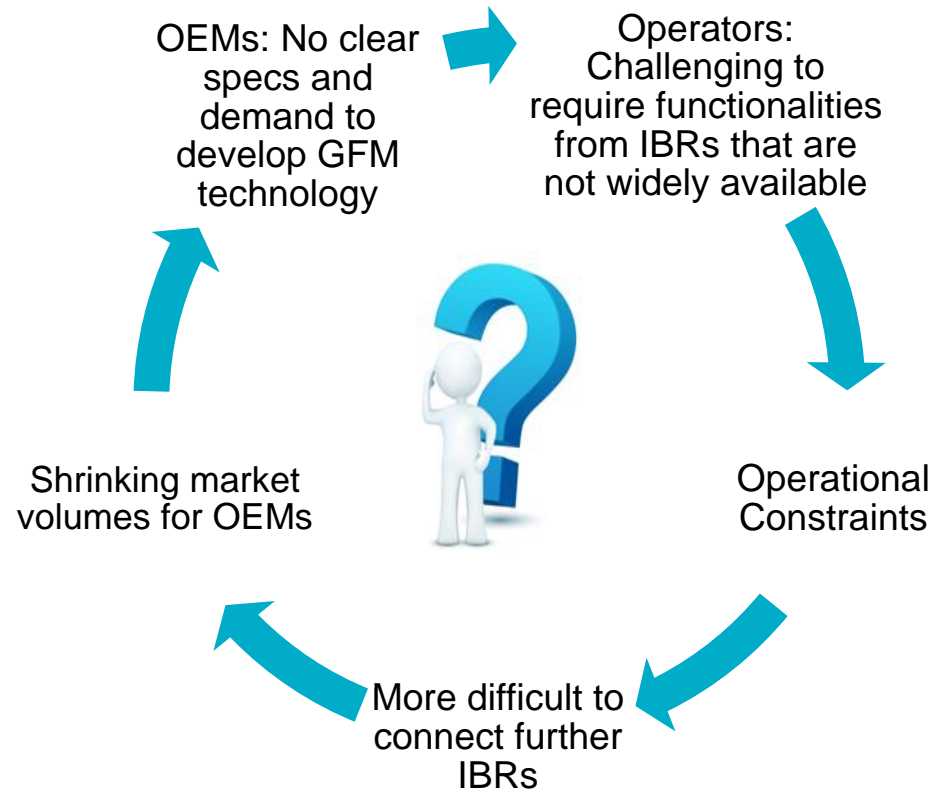 OEMs: No clear
specs and
demand to
develop GFM
technology
Operators:
Challenging to
require functionalities
from IBRs that are
not widely available
Operational
Constraints
More difficult to
connect further
IBRs
Shrinking market
volumes for OEMs